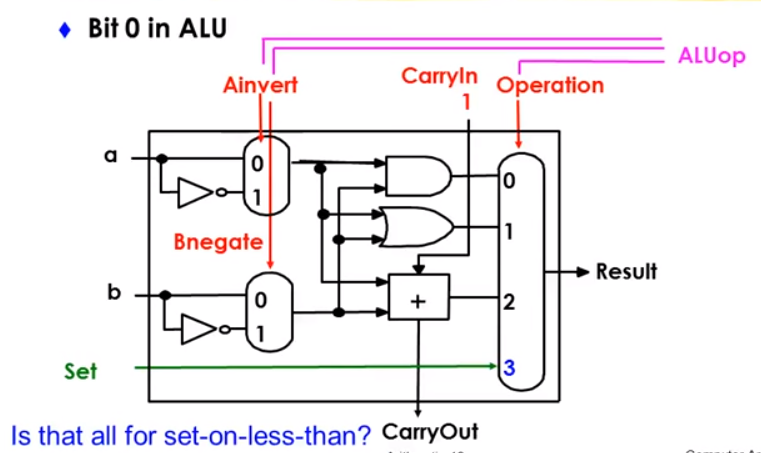 ♦ Bit 0 in ALU
ALUop
CarryIn
Ainvert
Operation
1
a
0
0
1
1
Bnegate
Result
b
0
+
2
1
Set
3
Is that all for set-on-less-than?
CarryOut